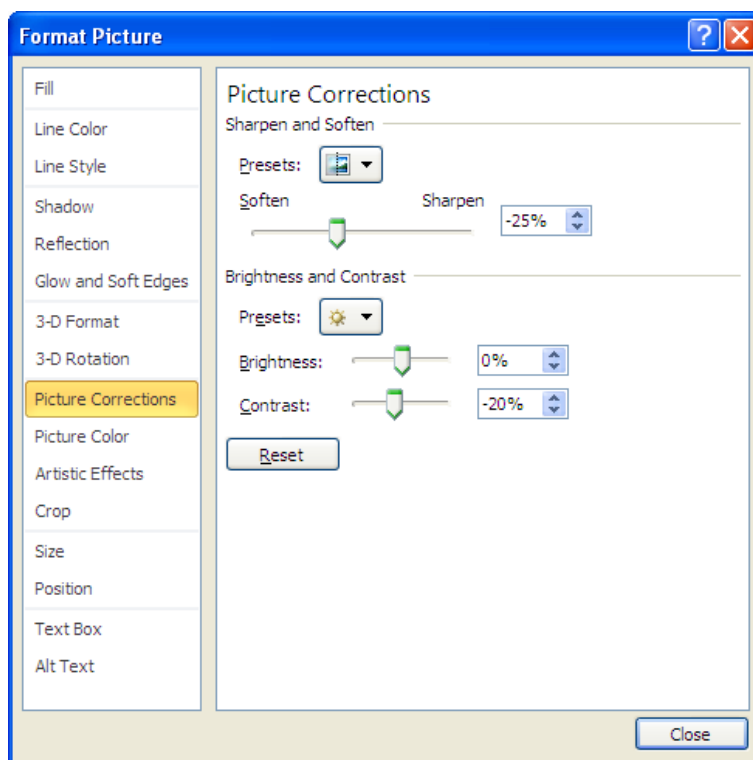 Format Picture
Fill
Line Color
Line Style
Shadow
Reflection
Glow and Soft Edges
3-D Format
3-D Rotation
Picture Corrections
Picture Color
Artistic Effects
Crop
Size
Position
Text Box
Alt Text
Picture Corrections
Sharpen and Soften
Presets:
Soften Sharpen
-25%
Brightness and Contrast
Presets:
Brightness: 0%
Contrast: -20%
Reset
Close